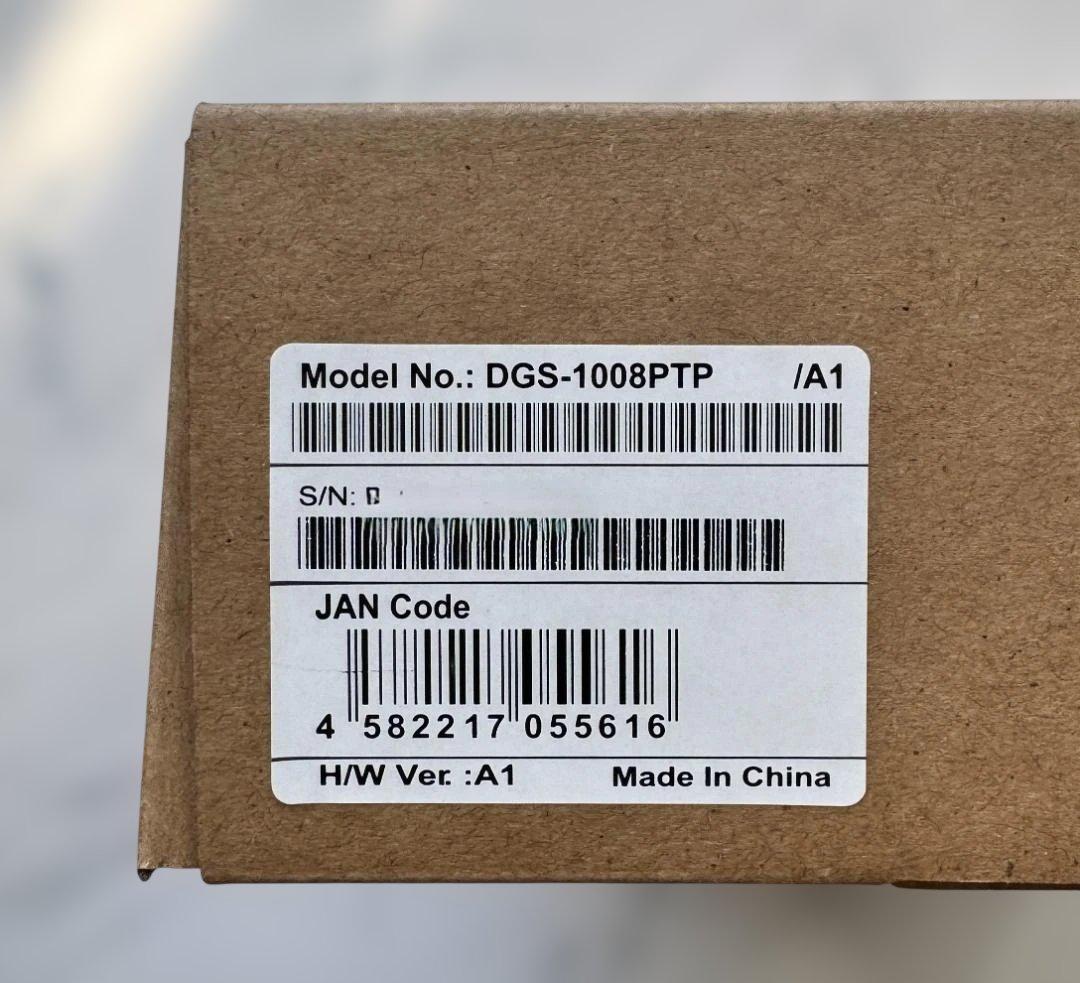 Model No.: DGS-1008PTP /A1
S/N:
JAN Code
4 582217 055616
H/W Ver. :A1 Made In China